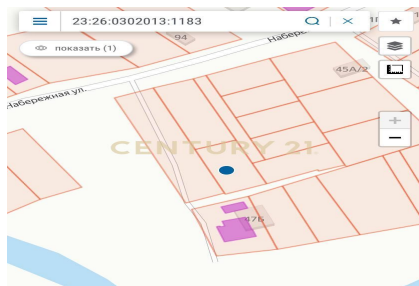 23:26:0302013:1183
показать (1)
94
Набере
45А/2
Набережная ул.
CENTURY 21.
47Б